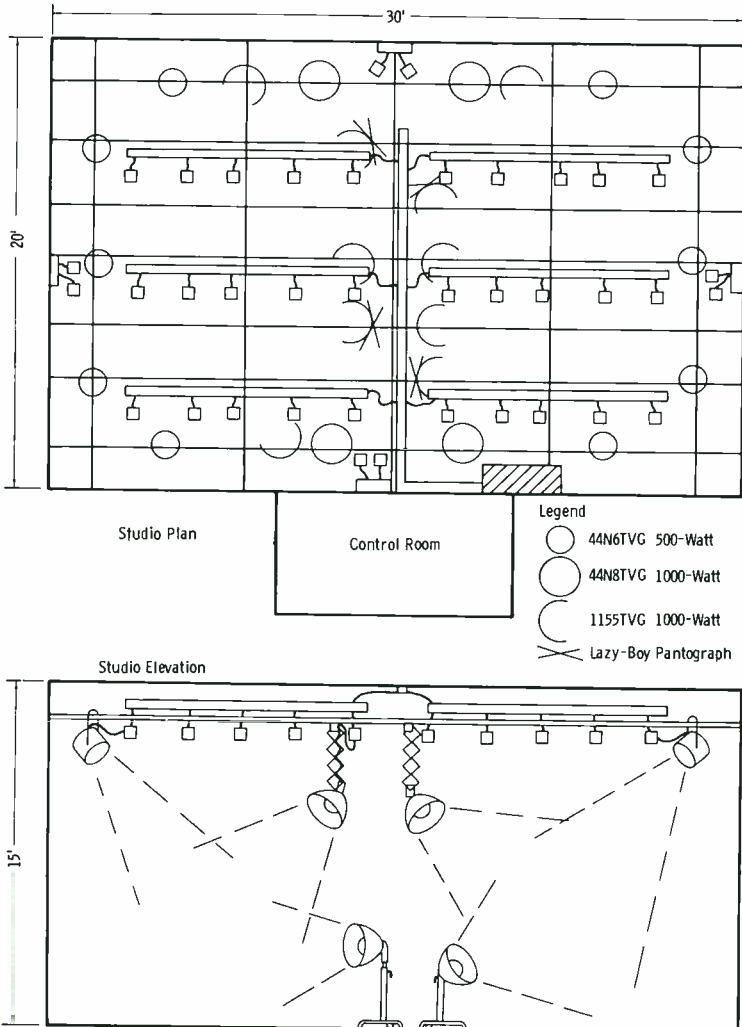 30'
20'
Studio Plan
Control Room
Legend
44N6TVG 500-Watt
44N8TVG 1000-Watt
1155TVG 1000-Watt
Lazy-Boy Pantograph
Studio Elevation
15'